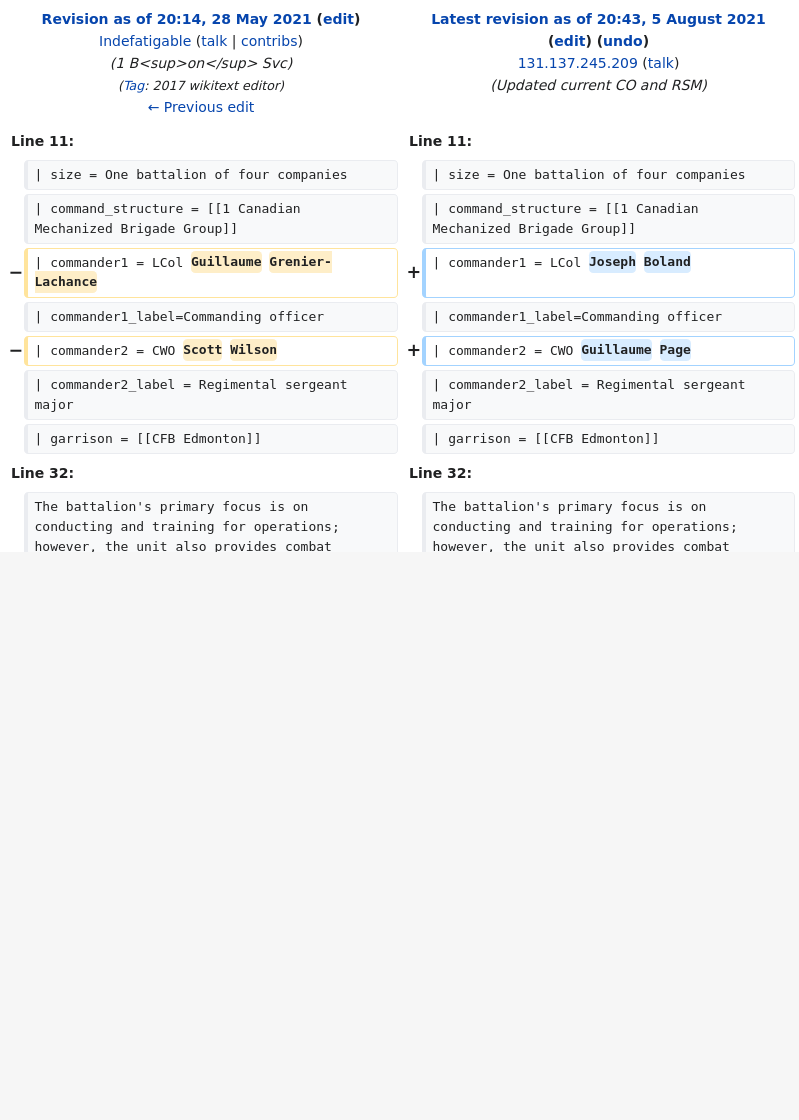 Revision as of 20:14, 28 May 2021 (edit)
Indefatigable (talk | contribs)
(1 B<sup>on</sup> Svc)
(Tag: 2017 wikitext editor)
← Previous edit
Latest revision as of 20:43, 5 August 2021
(edit) (undo)
131.137.245.209 (talk)
(Updated current CO and RSM)
Line 11:
Line 11:
| size = One battalion of four companies
| size = One battalion of four companies
| command_structure = [[1 Canadian
Mechanized Brigade Group]]
| command_structure = [[1 Canadian
Mechanized Brigade Group]]
− | commander1 = LCol Guillaume Grenier-
Lachance
+ | commander1 = LCol Joseph Boland
| commander1_label=Commanding officer
| commander1_label=Commanding officer
− | commander2 = CWO Scott Wilson
+ | commander2 = CWO Guillaume Page
| commander2_label = Regimental sergeant
major
| commander2_label = Regimental sergeant
major
| garrison = [[CFB Edmonton]]
| garrison = [[CFB Edmonton]]
Line 32:
Line 32:
The battalion's primary focus is on
conducting and training for operations;
however, the unit also provides combat
The battalion's primary focus is on
conducting and training for operations;
however, the unit also provides combat